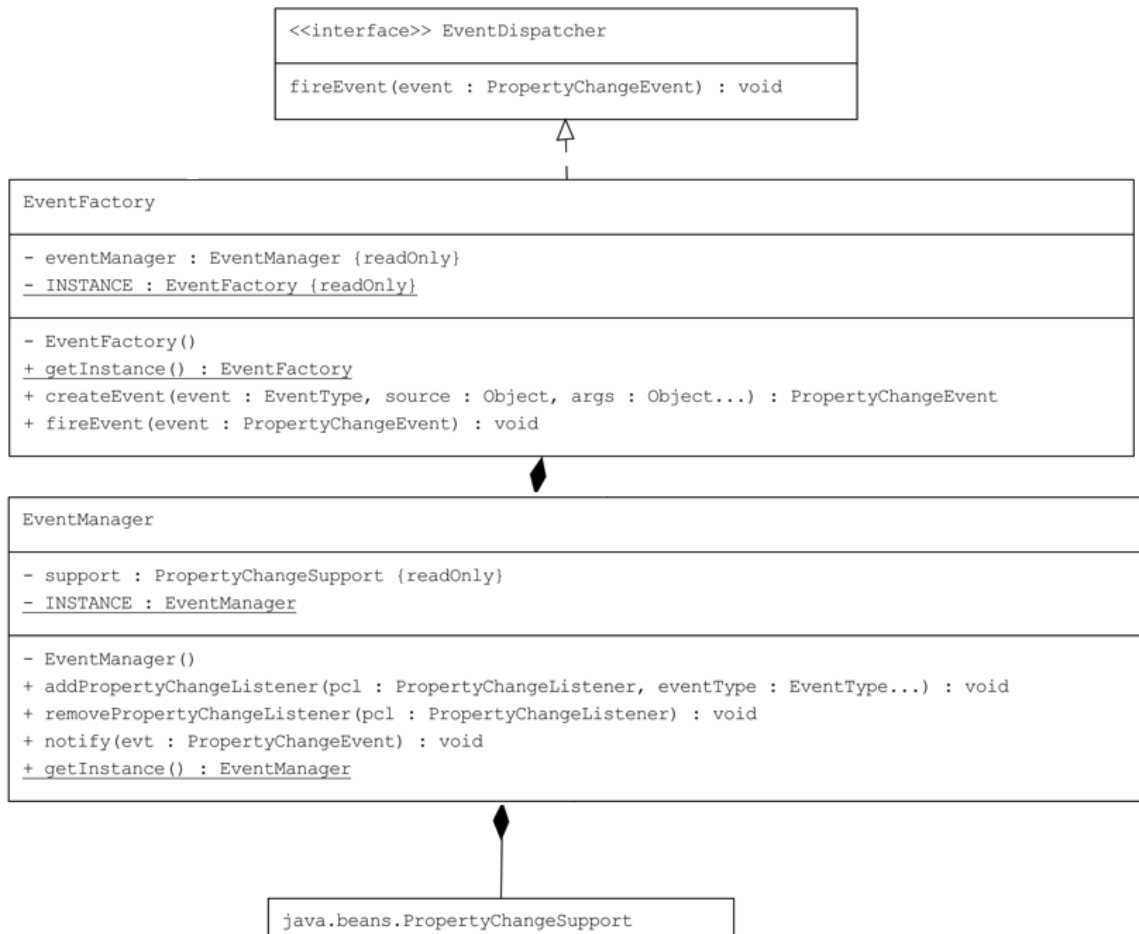 <<interface>> EventDispatcher
fireEvent(event : PropertyChangeEvent) : void
EventFactory
- eventManager : EventManager {readOnly}
- INSTANCE : EventFactory {readOnly}
- EventFactory()
+ getInstance() : EventFactory
+ createEvent(event : EventType, source : Object, args : Object...) : PropertyChangeEvent
+ fireEvent(event : PropertyChangeEvent) : void
EventManager
- support : PropertyChangeSupport {readOnly}
- INSTANCE : EventManager
- EventManager()
+ addPropertyChangeListener(pcl : PropertyChangeListener, eventType : EventType...) : void
+ removePropertyChangeListener(pcl : PropertyChangeListener) : void
+ notify(evt : PropertyChangeEvent) : void
+ getInstance() : EventManager
java.beans.PropertyChangeSupport